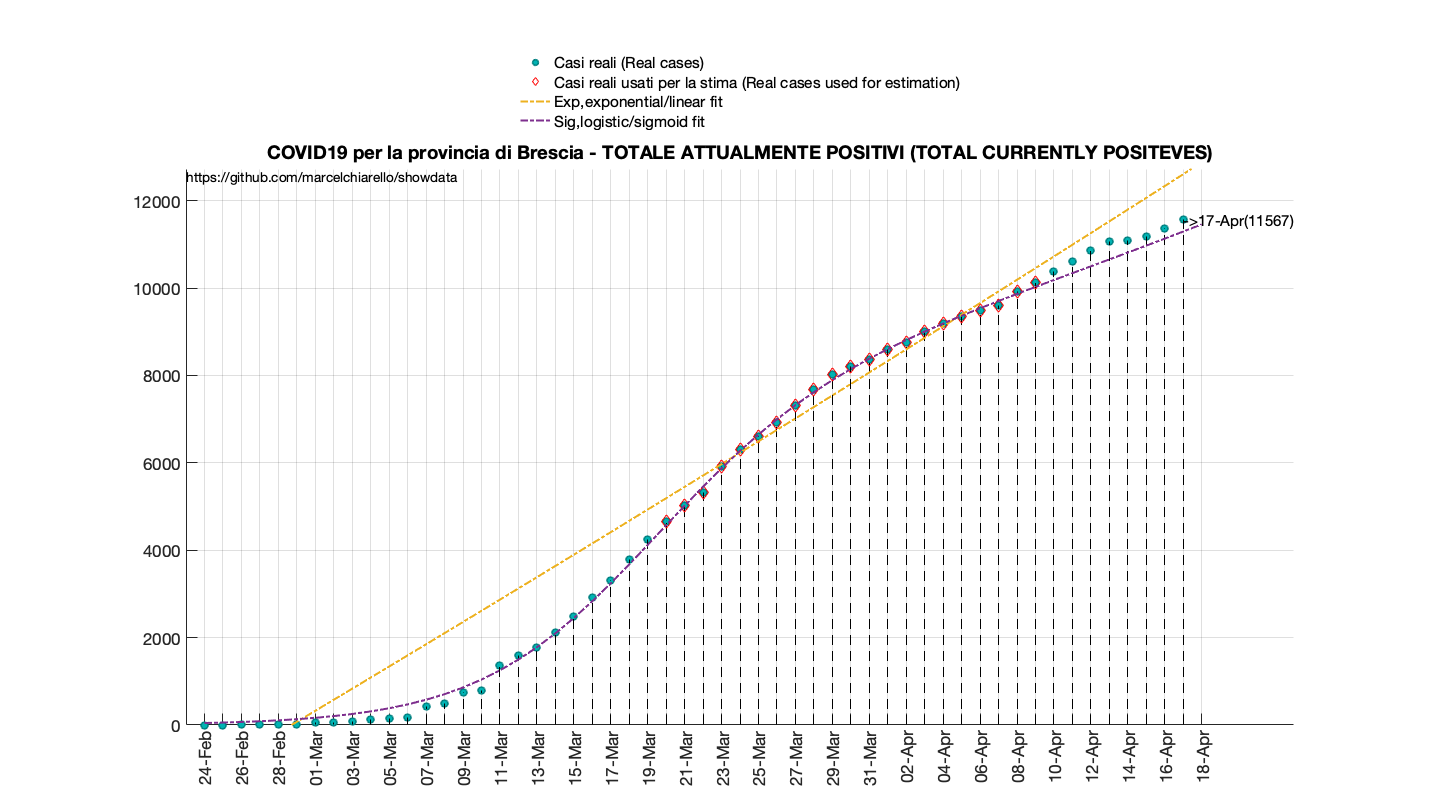 Casi reali (Real cases)
Casi reali usati per la stima (Real cases used for estimation)
Exp,exponential/linear fit
Sig,logistic/sigmoid fit
COVID19 per la provincia di Brescia - TOTALE ATTUALMENTE POSITIVI (TOTAL CURRENTLY POSITEVES)
https://github.com/marcelchiarello/showdata
12000
10000
8000
6000
4000
2000
0
->17-Apr(11567)
24-Feb
26-Feb
28-Feb
01-Mar
03-Mar
05-Mar
07-Mar
09-Mar
11-Mar
13-Mar
15-Mar
17-Mar
19-Mar
21-Mar
23-Mar
25-Mar
27-Mar
29-Mar
31-Mar
02-Apr
04-Apr
06-Apr
08-Apr
10-Apr
12-Apr
14-Apr
16-Apr
18-Apr